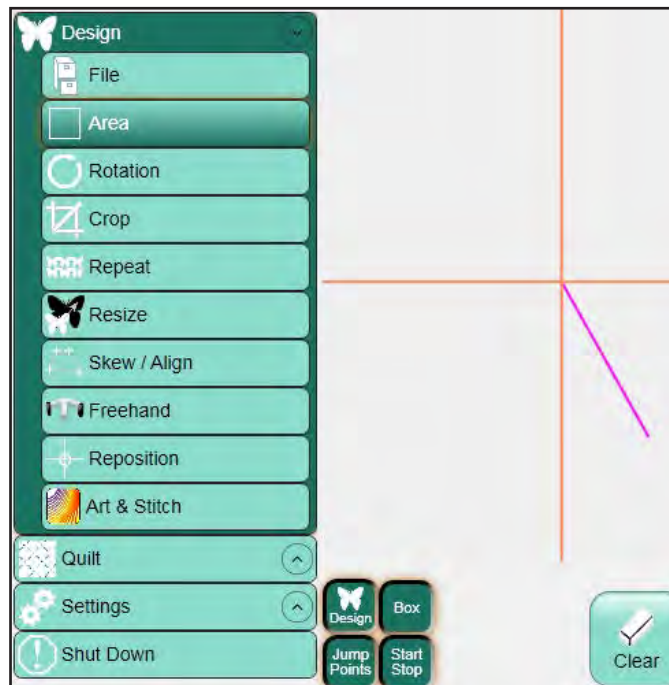 Design
File
Area
Rotation
Crop
Repeat
Resize
Skew / Align
Freehand
Reposition
Art & Stitch
Quilt
Settings
Shut Down
Design
Box
Jump
Points
Start
Stop
Clear